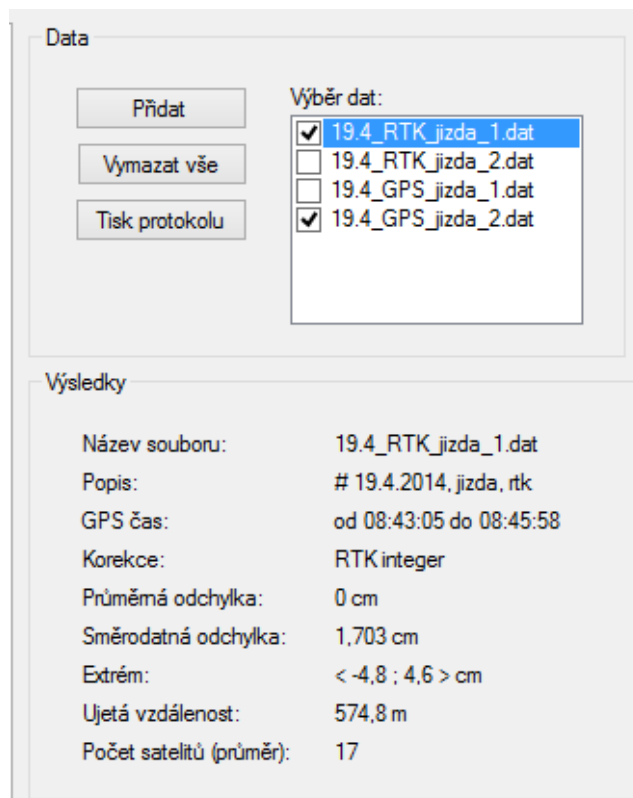 Data
Přidat
Vymazat vše
Tisk protokolu
Výběr dat:
19.4_RTK_jizda_1.dat
19.4_RTK_jizda_2.dat
19.4_GPS_jizda_1.dat
19.4_GPS_jizda_2.dat
Výsledky
Název souboru: 19.4_RTK_jizda_1.dat
Popis: # 19.4.2014, jizda, rtk
GPS čas: od 08:43:05 do 08:45:58
Korekce: RTK integer
Průměrná odchylka: 0 cm
Směrodatná odchylka: 1,703 cm
Extrém: < -4,8 ; 4,6 > cm
Ujetá vzdálenost: 574,8 m
Počet satelitů (průměr): 17